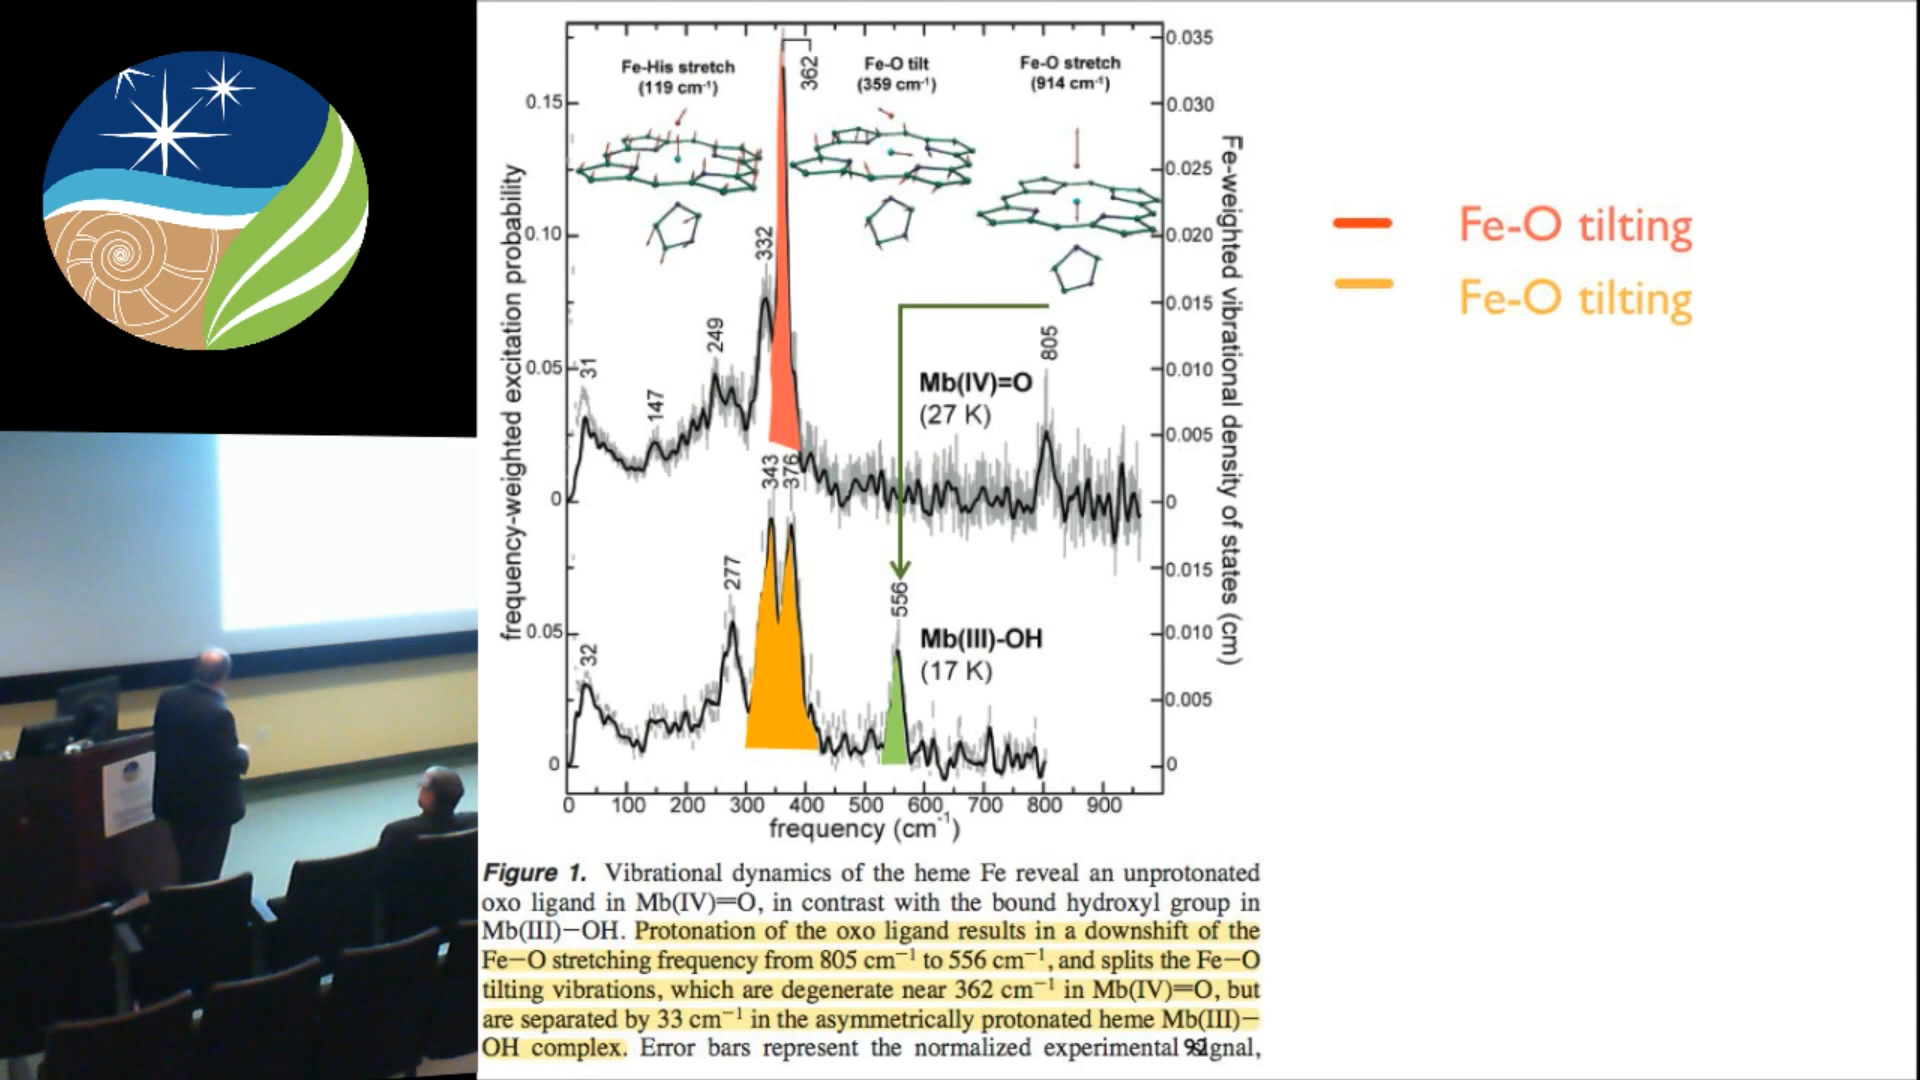 Fe-His stretch
(119 cm⁻¹)
Fe-O tilt
(359 cm⁻¹)
Fe-O stretch
(914 cm⁻¹)
362
332
249
147
31
805
Mb(IV)=O
(27 K)
343
376
277
32
556
Mb(III)-OH
(17 K)
0.15
0.10
0.05
0
0.05
0
0.035
0.030
0.025
0.020
0.015
0.010
0.005
0
0.015
0.010
0.005
0
frequency-weighted excitation probability
Fe-weighted vibrational density of states (cm)
0 100 200 300 400 500 600 700 800 900
frequency (cm⁻¹)
Fe-O tilting
Fe-O tilting
Figure 1. Vibrational dynamics of the heme Fe reveal an unprotonated
oxo ligand in Mb(IV)=O, in contrast with the bound hydroxyl group in
Mb(III)−OH. Protonation of the oxo ligand results in a downshift of the
Fe−O stretching frequency from 805 cm⁻¹ to 556 cm⁻¹, and splits the Fe−O
tilting vibrations, which are degenerate near 362 cm⁻¹ in Mb(IV)=O, but
are separated by 33 cm⁻¹ in the asymmetrically protonated heme Mb(III)−
OH complex. Error bars represent the normalized experimental signal,
92